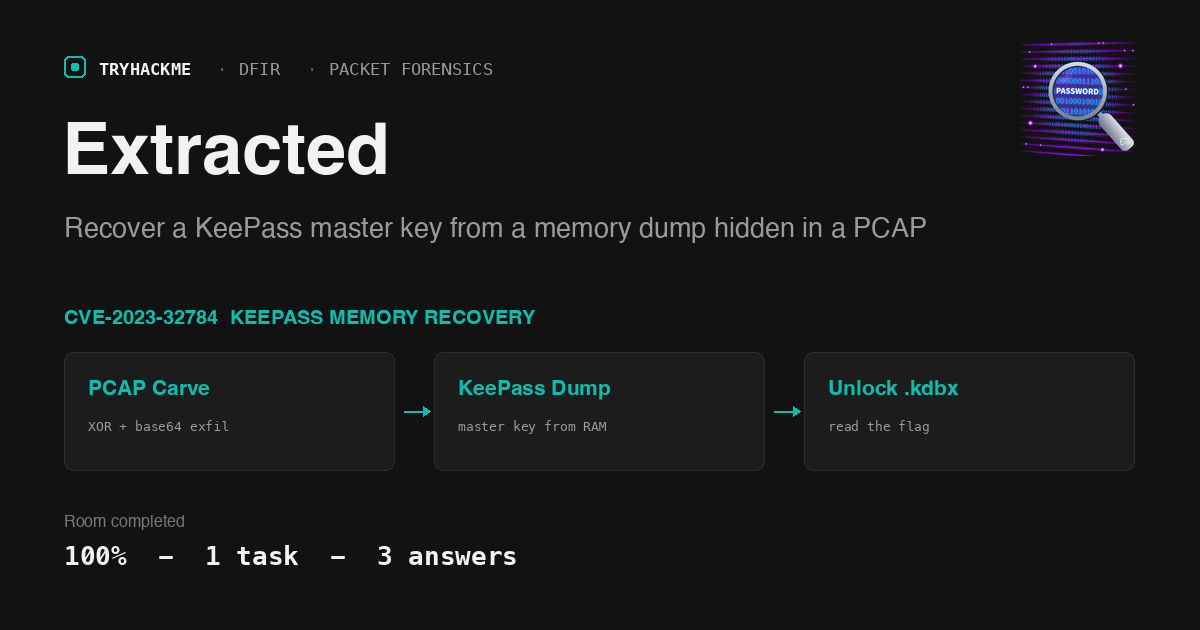 TRYHACKME · DFIR · PACKET FORENSICS
PASSWORD
Extracted
Recover a KeePass master key from a memory dump hidden in a PCAP
CVE-2023-32784 KEEPASS MEMORY RECOVERY
PCAP Carve
XOR + base64 exfil
KeePass Dump
master key from RAM
Unlock .kdbx
read the flag
Room completed
100% – 1 task – 3 answers